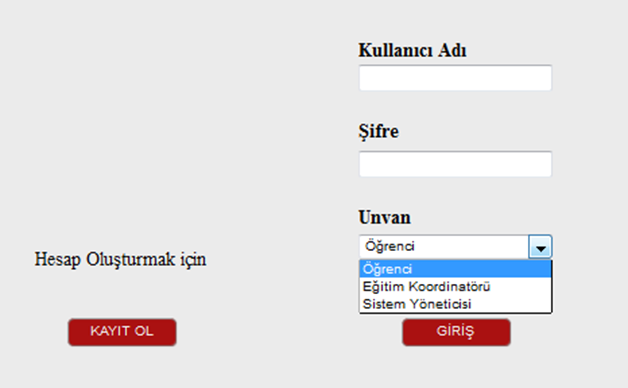 Kullanıcı Adı
Şifre
Unvan
Öğrenci
Öğrenci
Eğitim Koordinatörü
Sistem Yöneticisi
Hesap Oluşturmak için
KAYIT OL
GİRİŞ